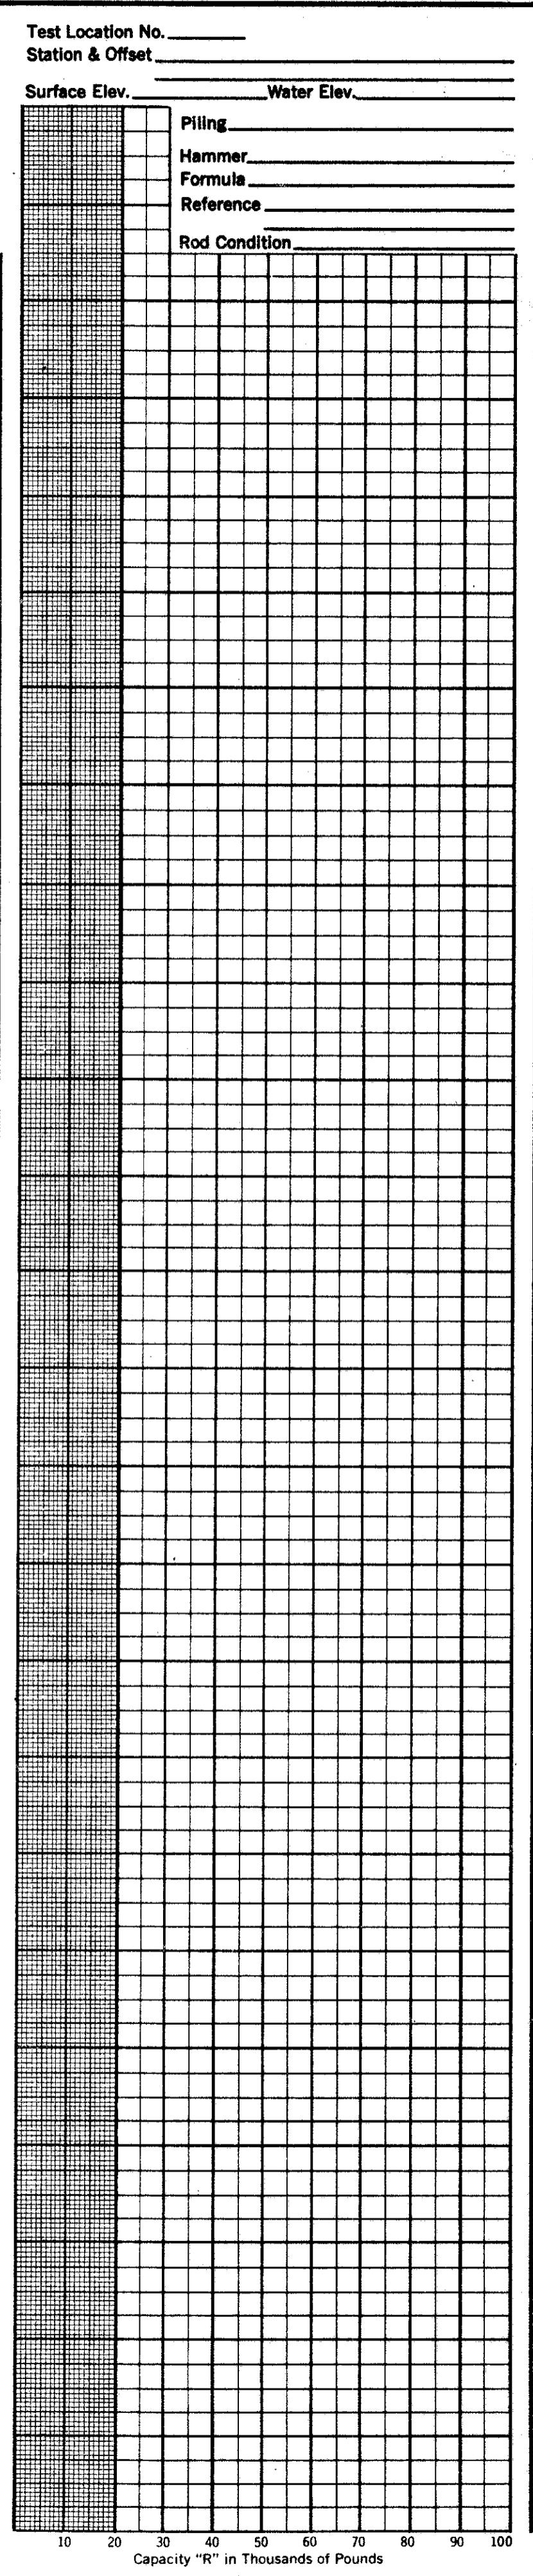 Test Location No.
Station & Offset
Surface Elev. Water Elev.
Piling
Hammer
Formula
Reference
Rod Condition
10 20 30 40 50 60 70 80 90 100
Capacity "R" in Thousands of Pounds